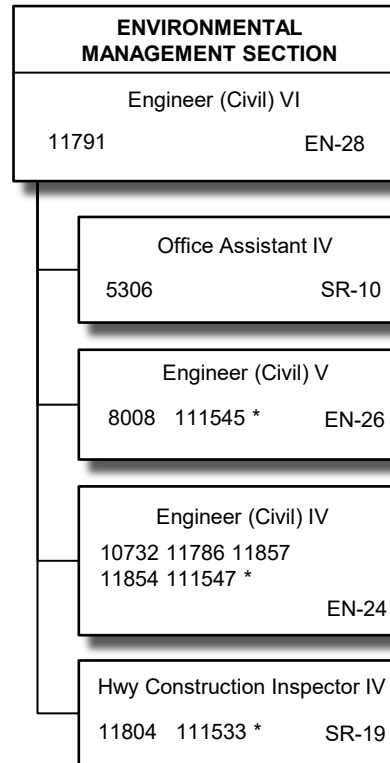 ENVIRONMENTAL
MANAGEMENT SECTION
Engineer (Civil) VI
11791 EN-28
Office Assistant IV
5306 SR-10
Engineer (Civil) V
8008 111545 * EN-26
Engineer (Civil) IV
10732 11786 11857
11854 111547 *
EN-24
Hwy Construction Inspector IV
11804 111533 * SR-19